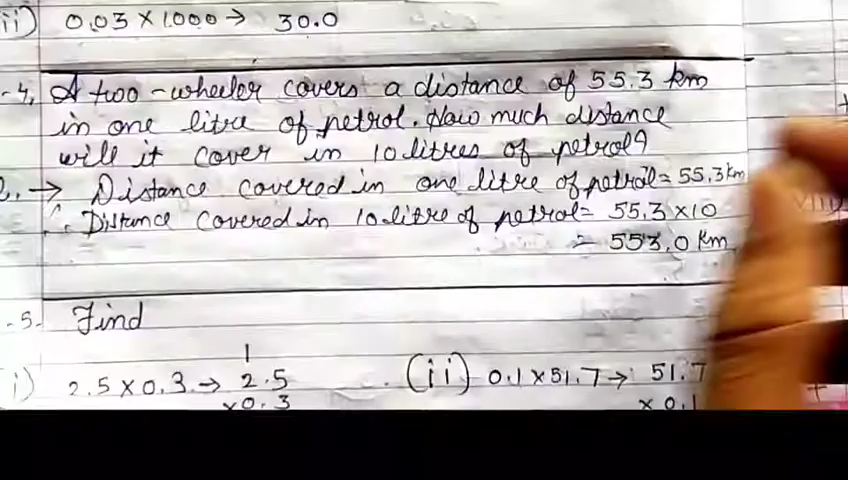 ii) 0.03 × 1000 → 30.0
-4, A two-wheeler covers a distance of 55.3 km
in one litre of petrol. How much distance
will it cover in 10 litres of petrol?
→ Distance covered in one litre of petrol = 55.3 km
∴ Distance covered in 10 litre of petrol = 55.3 × 10
= 553.0 km
-5. Find
i) 2.5 × 0.3 → 2.5 (ii) 0.1 × 51.7 → 51.7
1
× 0.3 × 0.1